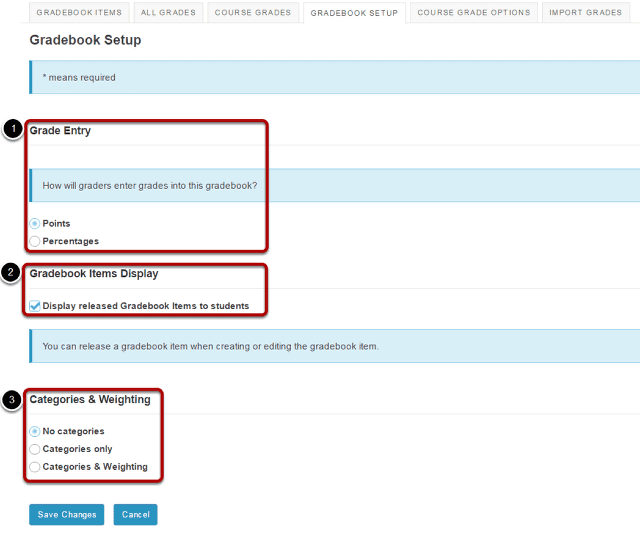 GRADEBOOK ITEMS ALL GRADES COURSE GRADES GRADEBOOK SETUP COURSE GRADE OPTIONS IMPORT GRADES
Gradebook Setup
* means required
1
Grade Entry
How will graders enter grades into this gradebook?
Points
Percentages
2
Gradebook Items Display
Display released Gradebook Items to students
You can release a gradebook item when creating or editing the gradebook item.
3
Categories & Weighting
No categories
Categories only
Categories & Weighting
Save Changes Cancel